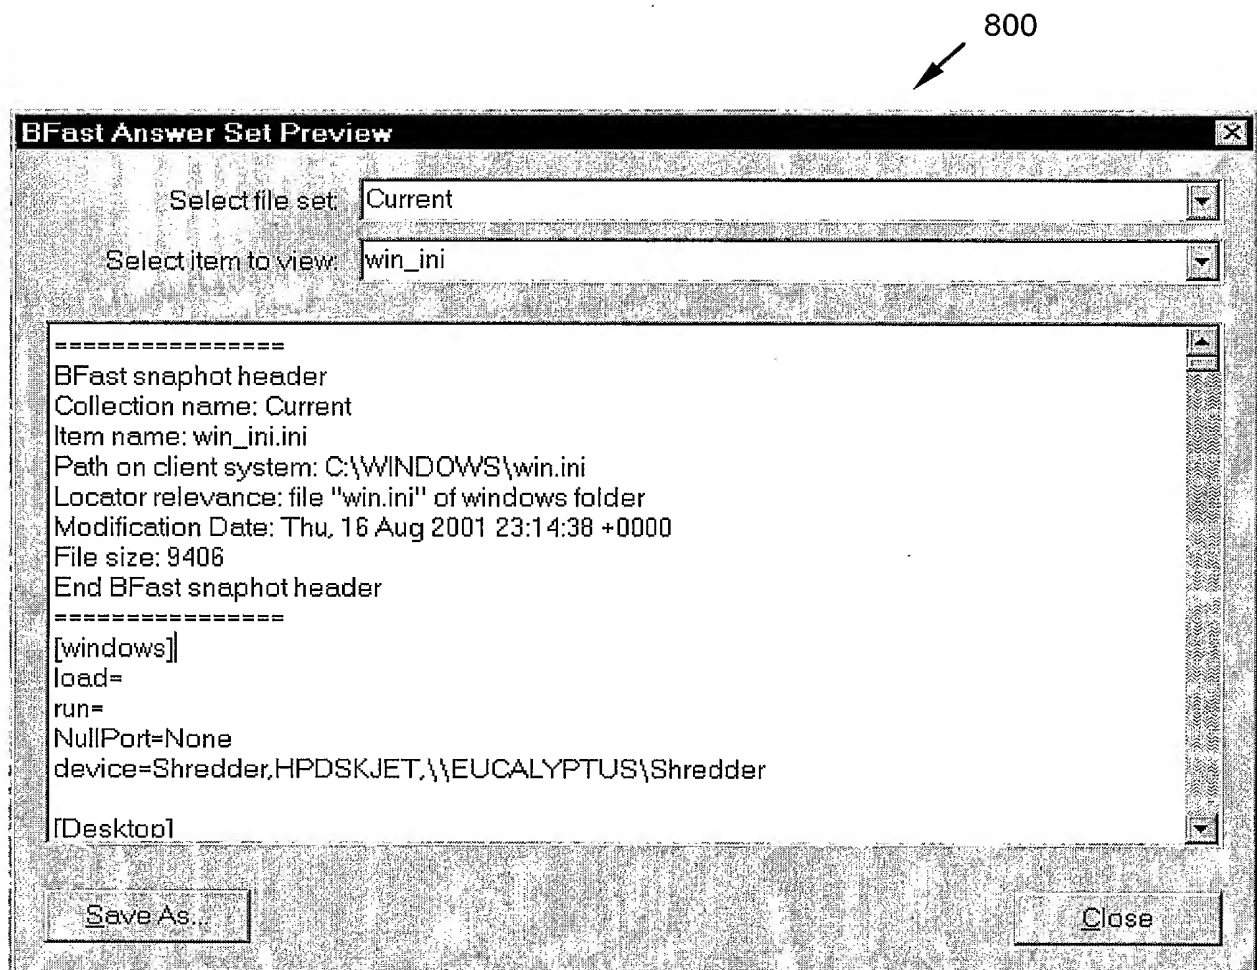 800
BFast Answer Set Preview
Select file set: Current
Select item to view: win_ini
================
BFast snaphot header
Collection name: Current
Item name: win_ini.ini
Path on client system: C:\WINDOWS\win.ini
Locator relevance: file "win.ini" of windows folder
Modification Date: Thu, 16 Aug 2001 23:14:38 +0000
File size: 9406
End BFast snaphot header
================
[windows]
load=
run=
NullPort=None
device=Shredder,HPDSKJET,\\EUCALYPTUS\Shredder
[Desktop]
Save As...
Close